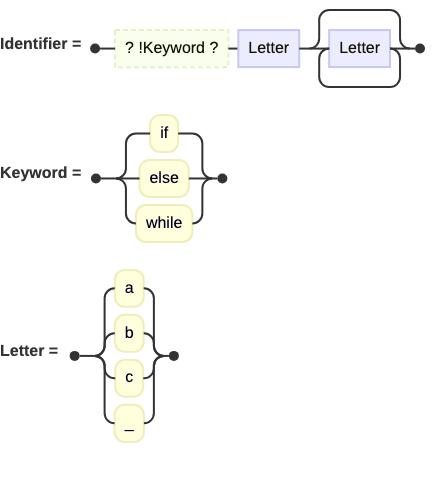 Identifier = ? !Keyword ? Letter Letter
Keyword =
if
else
while
Letter =
a
b
c
_